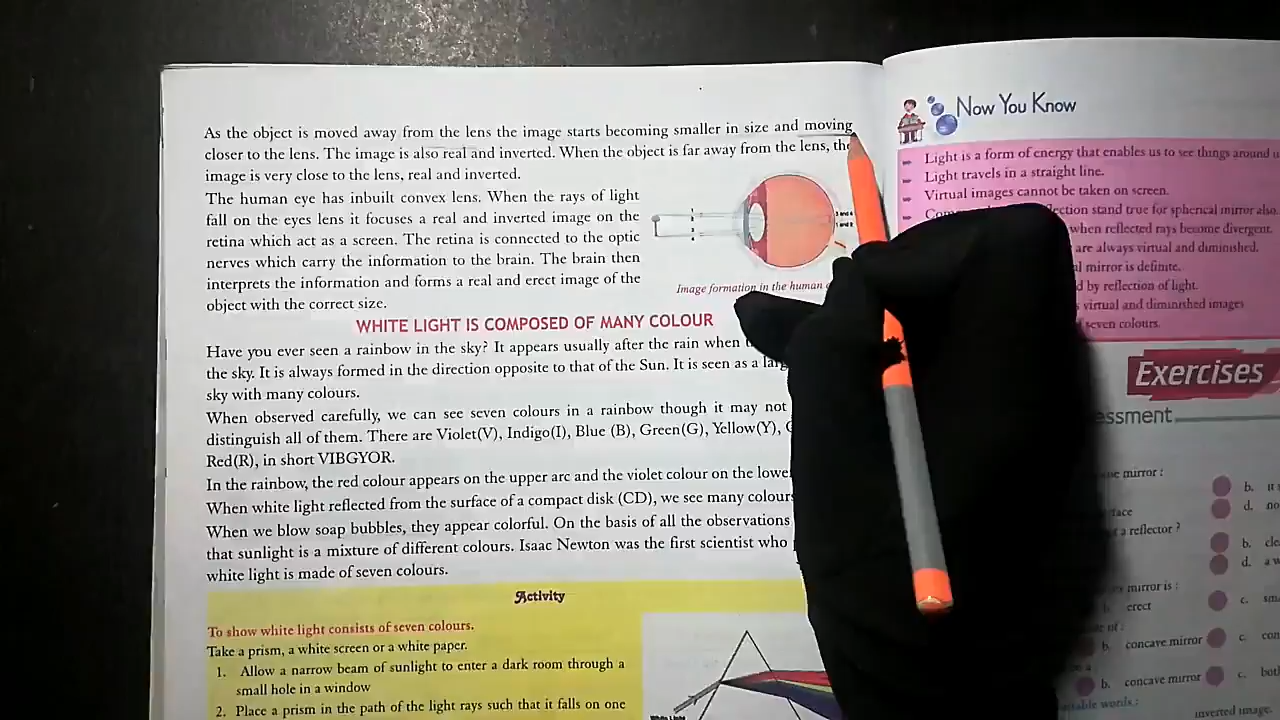 As the object is moved away from the lens the image starts becoming smaller in size and moving
closer to the lens. The image is also real and inverted. When the object is far away from the lens, the
image is very close to the lens, real and inverted.
The human eye has inbuilt convex lens. When the rays of light
fall on the eyes lens it focuses a real and inverted image on the
retina which act as a screen. The retina is connected to the optic
nerves which carry the information to the brain. The brain then
interprets the information and forms a real and erect image of the
object with the correct size.
Image formation in the human
WHITE LIGHT IS COMPOSED OF MANY COLOUR
Have you ever seen a rainbow in the sky? It appears usually after the rain when
the sky. It is always formed in the direction opposite to that of the Sun. It is seen as a
sky with many colours.
When observed carefully, we can see seven colours in a rainbow though it may not
distinguish all of them. There are Violet(V), Indigo(I), Blue (B), Green(G), Yellow(Y),
Red(R), in short VIBGYOR.
In the rainbow, the red colour appears on the upper arc and the violet colour on the
When white light reflected from the surface of a compact disk (CD), we see many colours
When we blow soap bubbles, they appear colorful. On the basis of all the observations
that sunlight is a mixture of different colours. Isaac Newton was the first scientist who
white light is made of seven colours.
Activity
To show white light consists of seven colours.
Take a prism, a white screen or a white paper.
1. Allow a narrow beam of sunlight to enter a dark room through a
small hole in a window
2. Place a prism in the path of the light rays such that it falls on one
White Light
Now You Know
Light is a form of energy that enables us to see things around
Light travels in a straight line.
Virtual images cannot be taken on screen.
stand true for spherical mirror also.
when reflected rays become divergent.
are always virtual and diminished.
mirror is definite.
by reflection of light.
virtual and diminished images
seven colours.
Exercises
mirror :
b.
d.
a reflector ?
b.
d. a
mirror is :
erect c.
of :
b. concave mirror c.
b. concave mirror c.
words :
inverted image.